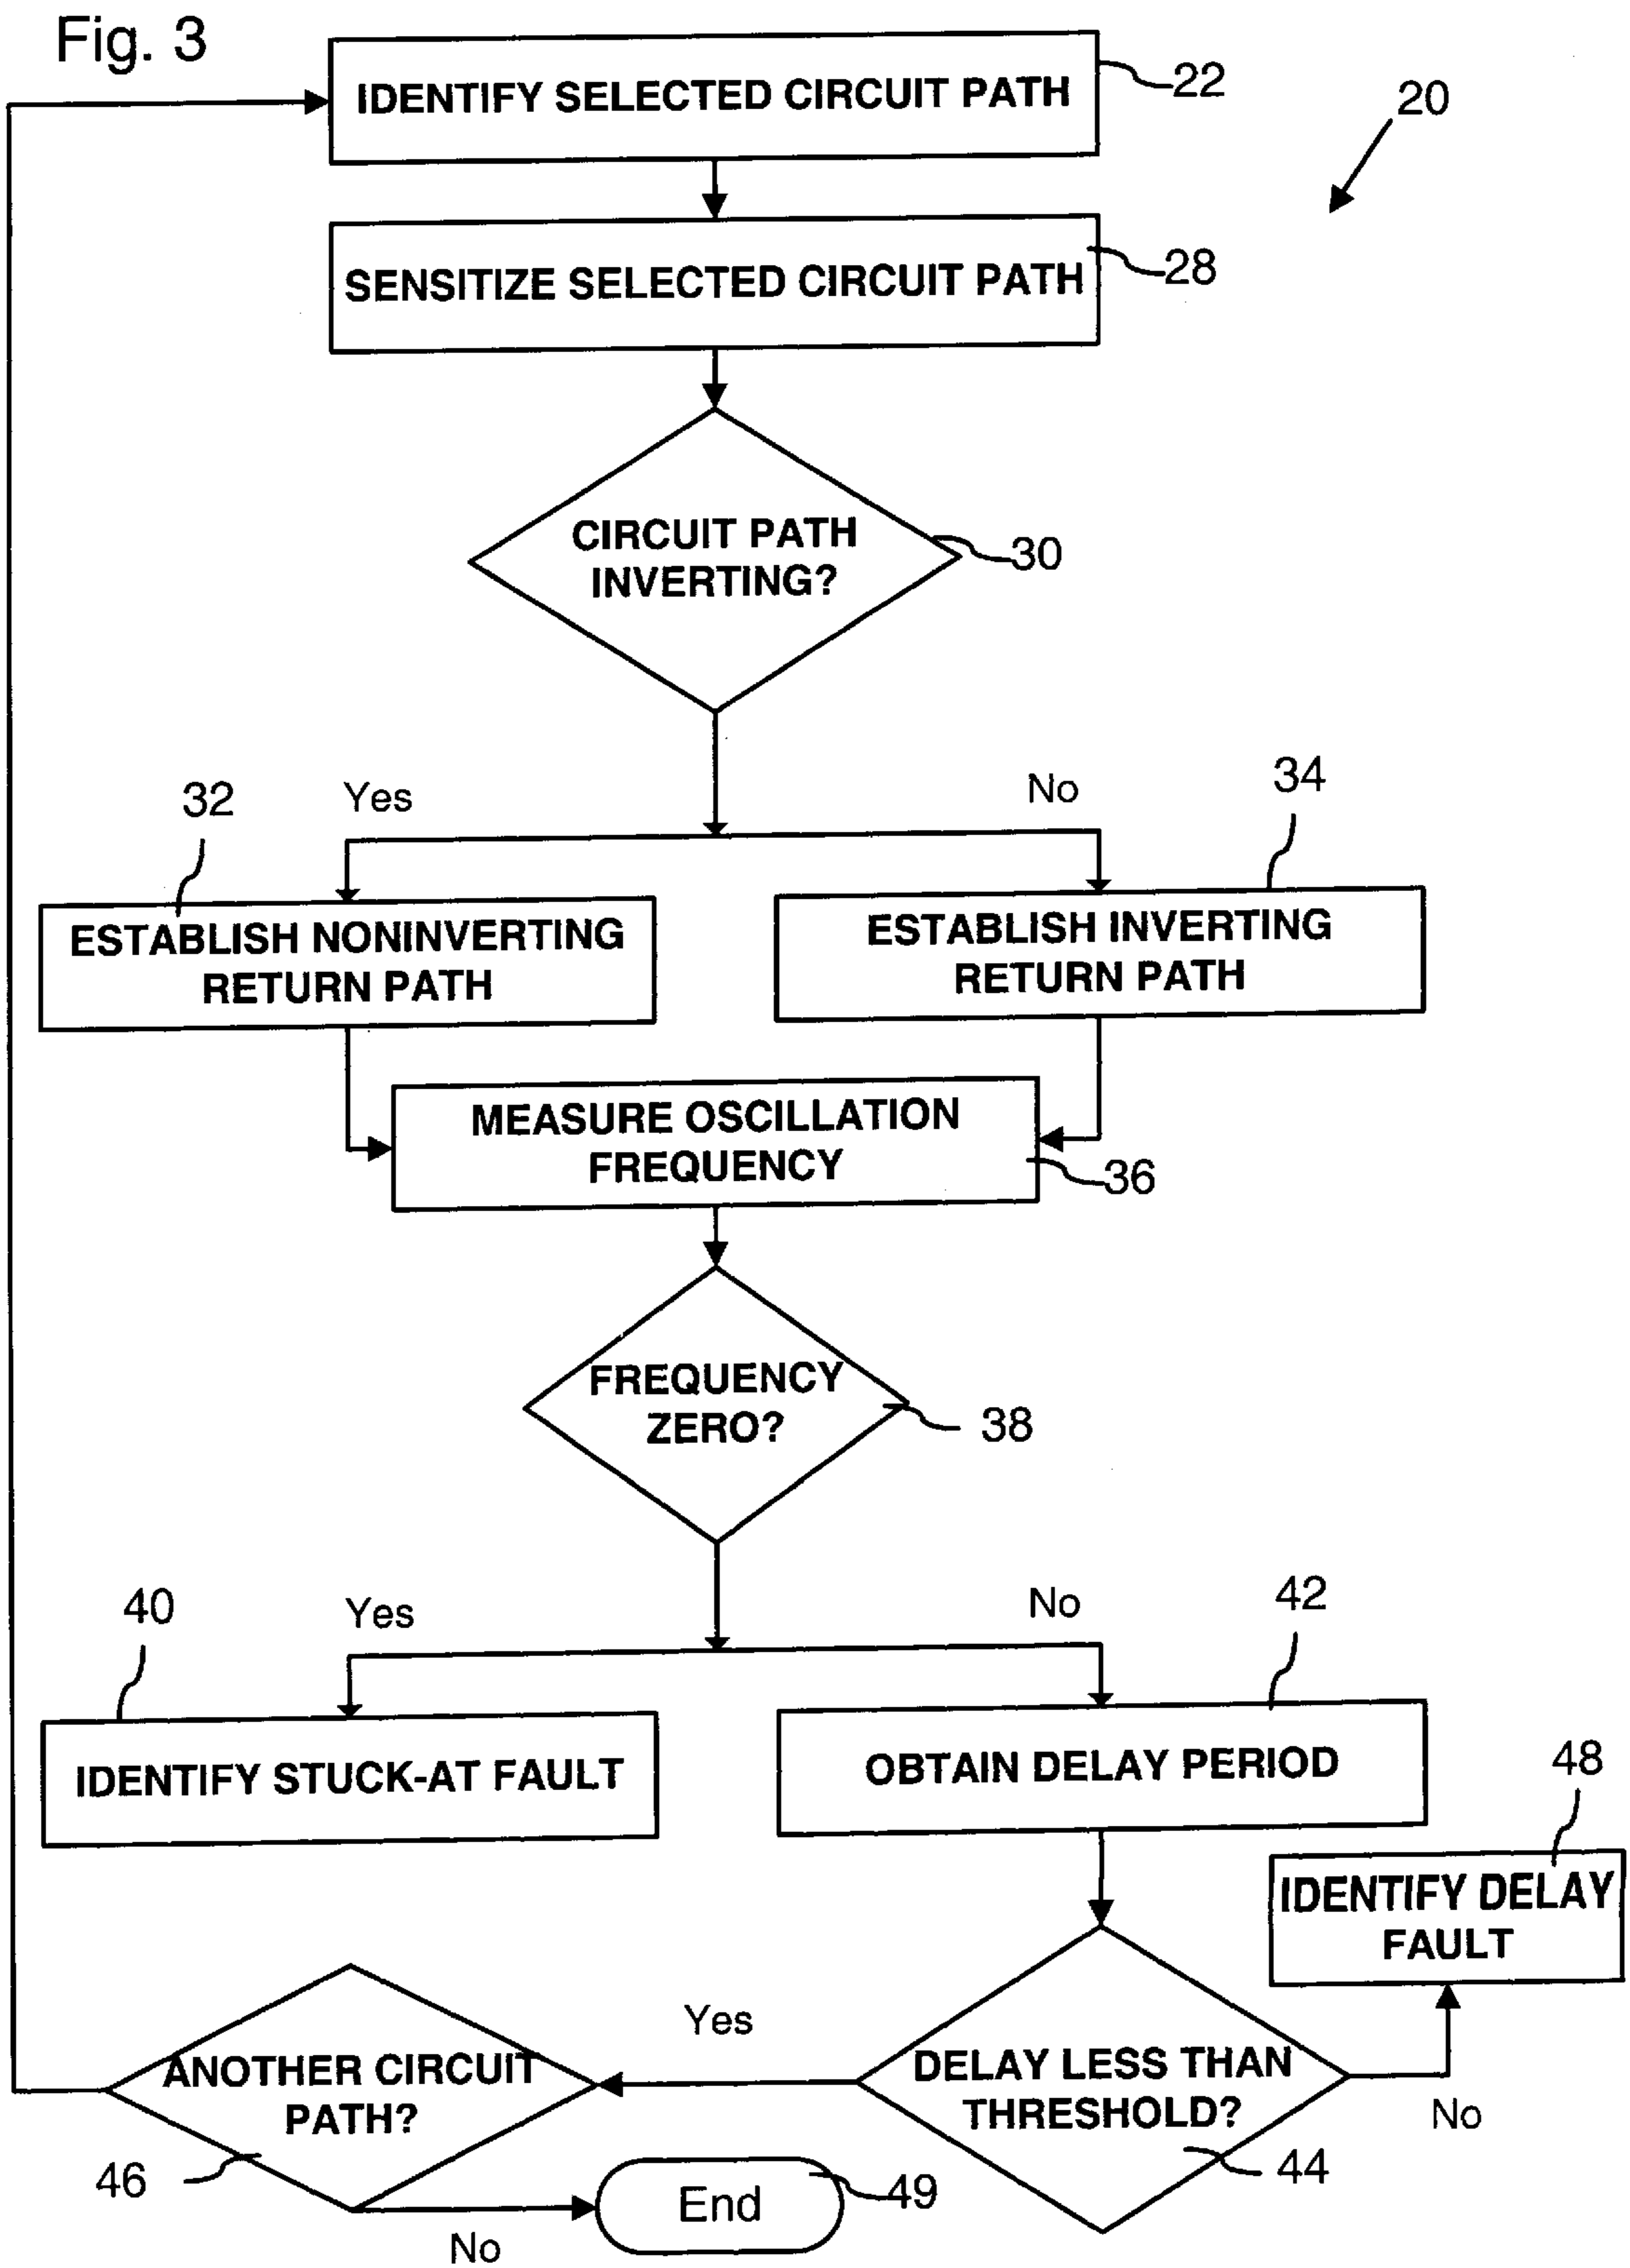 Fig. 3
IDENTIFY SELECTED CIRCUIT PATH
22
20
SENSITIZE SELECTED CIRCUIT PATH
28
CIRCUIT PATH
INVERTING?
30
32
Yes
No
34
ESTABLISH NONINVERTING
RETURN PATH
ESTABLISH INVERTING
RETURN PATH
MEASURE OSCILLATION
FREQUENCY
36
FREQUENCY
ZERO?
38
40
Yes
No
42
IDENTIFY STUCK-AT FAULT
OBTAIN DELAY PERIOD
48
IDENTIFY DELAY
FAULT
ANOTHER CIRCUIT
PATH?
46
Yes
DELAY LESS THAN
THRESHOLD?
44
No
No
End
49